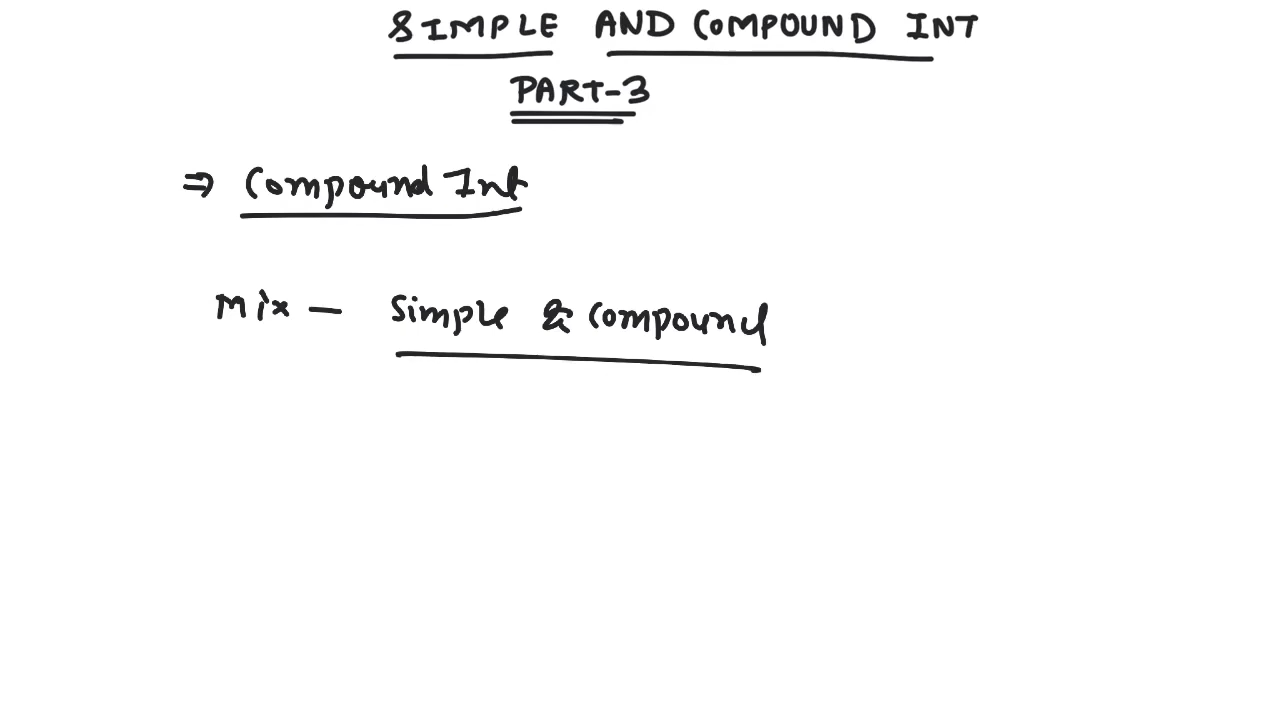 SIMPLE AND COMPOUND INT
PART-3
⇒ Compound Int
Mix - Simple & Compound